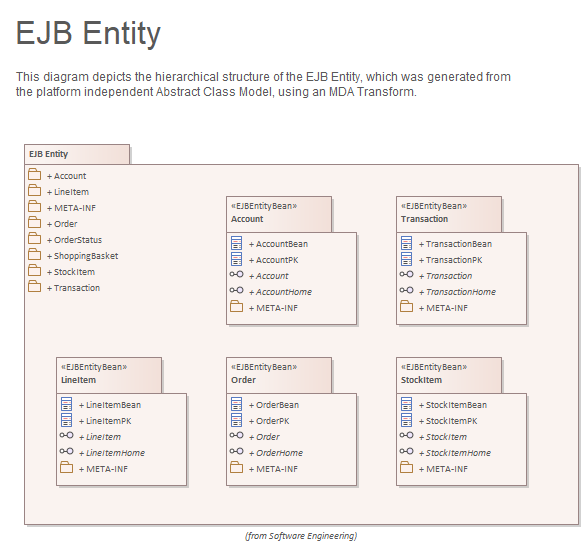 EJB Entity
This diagram depicts the hierarchical structure of the EJB Entity, which was generated from
the platform independent Abstract Class Model, using an MDA Transform.
EJB Entity
+ Account
+ LineItem
+ META-INF
+ Order
+ OrderStatus
+ ShoppingBasket
+ StockItem
+ Transaction
«EJBEntityBean»
Account
+ AccountBean
+ AccountPK
+ Account
+ AccountHome
+ META-INF
«EJBEntityBean»
Transaction
+ TransactionBean
+ TransactionPK
+ Transaction
+ TransactionHome
+ META-INF
«EJBEntityBean»
LineItem
+ LineItemBean
+ LineItemPK
+ LineItem
+ LineItemHome
+ META-INF
«EJBEntityBean»
Order
+ OrderBean
+ OrderPK
+ Order
+ OrderHome
+ META-INF
«EJBEntityBean»
StockItem
+ StockItemBean
+ StockItemPK
+ StockItem
+ StockItemHome
+ META-INF
(from Software Engineering)